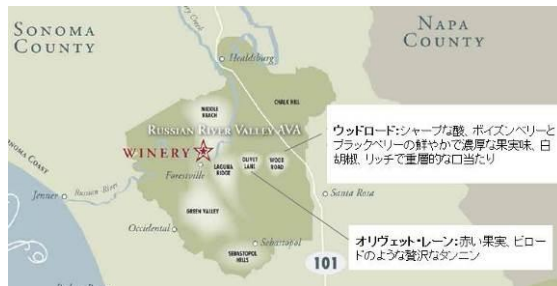 SONOMA
COUNTY
NAPA
COUNTY
Healdsburg
CHALK HILL
MIDDLE
REACH
RUSSIAN RIVER VALLEY AVA
WINERY
Forestville
LAGUNA
RIDGE
OLIVET
LANE
WOOD
ROAD
SONOMA COAST
Jenner
Russian River
Santa Rosa
GREEN VALLEY
Occidental
Sebastopol
SEBASTOPOL
HILLS
101
ウッドロード:シャープな酸、ボイズンベリーと
ブラックベリーの鮮やかで濃厚な果実味、白
胡椒、リッチで重層的な口当たり
オリヴェット・レーン:赤い果実、ビロー
ドのような贅沢なタンニン